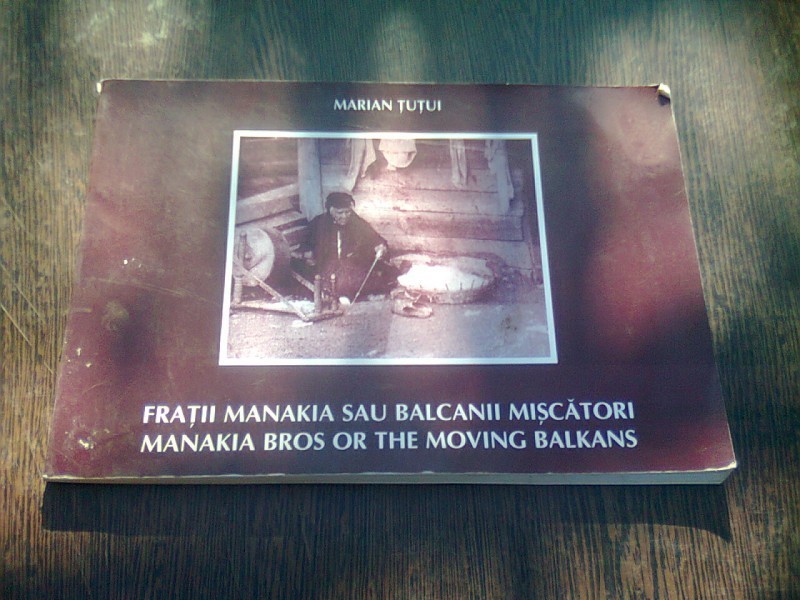 MARIAN ȚUȚUI
FRAȚII MANAKIA SAU BALCANII MIȘCĂTORI
MANAKIA BROS OR THE MOVING BALKANS